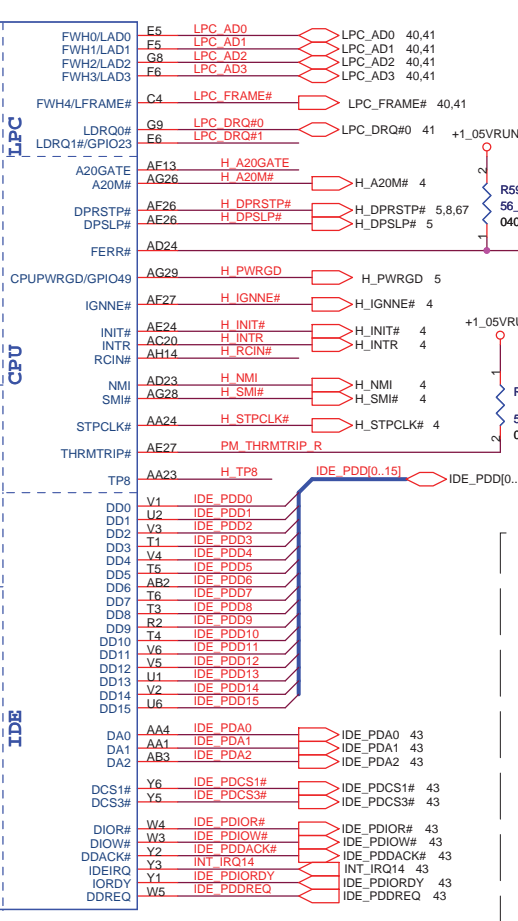 LPC
CPU
IDE
FWH0/LAD0 E5 LPC_AD0 LPC_AD0 40,41
FWH1/LAD1 F5 LPC_AD1 LPC_AD1 40,41
FWH2/LAD2 G8 LPC_AD2 LPC_AD2 40,41
FWH3/LAD3 F6 LPC_AD3 LPC_AD3 40,41
FWH4/LFRAME# C4 LPC_FRAME# LPC_FRAME# 40,41
LDRQ0# G9 LPC_DRQ#0 LPC_DRQ#0 41
LDRQ1#/GPIO23 E6 LPC_DRQ#1
+1_05VRUN
A20GATE AF13 H_A20GATE
A20M# AG26 H_A20M# H_A20M# 4
2
56_
1
DPRSTP# AF26 H_DPRSTP# H_DPRSTP# 5,8,67
DPSLP# AE26 H_DPSLP# H_DPSLP# 5
FERR# AD24
CPUPWRGD/GPIO49 AG29 H_PWRGD H_PWRGD 5
IGNNE# AF27 H_IGNNE# H_IGNNE# 4
INIT# AE24 H_INIT# H_INIT# 4
INTR AC20 H_INTR H_INTR 4
RCIN# AH14 H_RCIN#
1
2
NMI AD23 H_NMI H_NMI 4
SMI# AG28 H_SMI# H_SMI# 4
STPCLK# AA24 H_STPCLK# H_STPCLK# 4
THRMTRIP# AE27 PM_THRMTRIP_R
TP8 AA23 H_TP8
IDE_PDD[0..15]
DD0 V1 IDE_PDD0
DD1 U2 IDE_PDD1
DD2 V3 IDE_PDD2
DD3 T1 IDE_PDD3
DD4 V4 IDE_PDD4
DD5 T5 IDE_PDD5
DD6 AB2 IDE_PDD6
DD7 T6 IDE_PDD7
DD8 T3 IDE_PDD8
DD9 R2 IDE_PDD9
DD10 T4 IDE_PDD10
DD11 V6 IDE_PDD11
DD12 V5 IDE_PDD12
DD13 U1 IDE_PDD13
DD14 V2 IDE_PDD14
DD15 U6 IDE_PDD15
DA0 AA4 IDE_PDA0 IDE_PDA0 43
DA1 AA1 IDE_PDA1 IDE_PDA1 43
DA2 AB3 IDE_PDA2 IDE_PDA2 43
DCS1# Y6 IDE_PDCS1# IDE_PDCS1# 43
DCS3# Y5 IDE_PDCS3# IDE_PDCS3# 43
DIOR# W4 IDE_PDIOR# IDE_PDIOR# 43
DIOW# W3 IDE_PDIOW# IDE_PDIOW# 43
DDACK# Y2 IDE_PDDACK# IDE_PDDACK# 43
IDEIRQ Y3 INT_IRQ14 INT_IRQ14 43
IORDY Y1 IDE_PDIORDY IDE_PDIORDY 43
DDREQ W5 IDE_PDDREQ IDE_PDDREQ 43